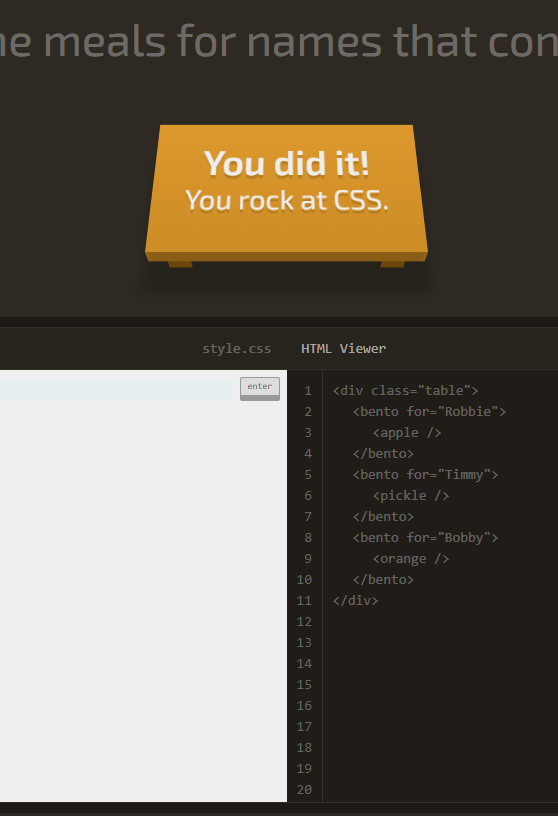 he meals for names that con
You did it!
You rock at CSS.
style.css HTML Viewer
enter
1 <div class="table">
2 <bento for="Robbie">
3 <apple />
4 </bento>
5 <bento for="Timmy">
6 <pickle />
7 </bento>
8 <bento for="Bobby">
9 <orange />
10 </bento>
11 </div>
12
13
14
15
16
17
18
19
20